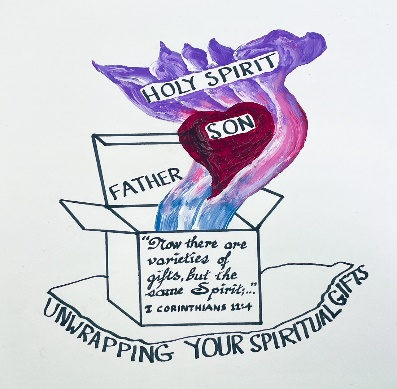 HOLY SPIRIT
SON
FATHER
"Now there are
varieties of
gifts, but the
same Spirit;..."
I CORINTHIANS 12:4
UNWRAPPING YOUR SPIRITUAL GIFTS